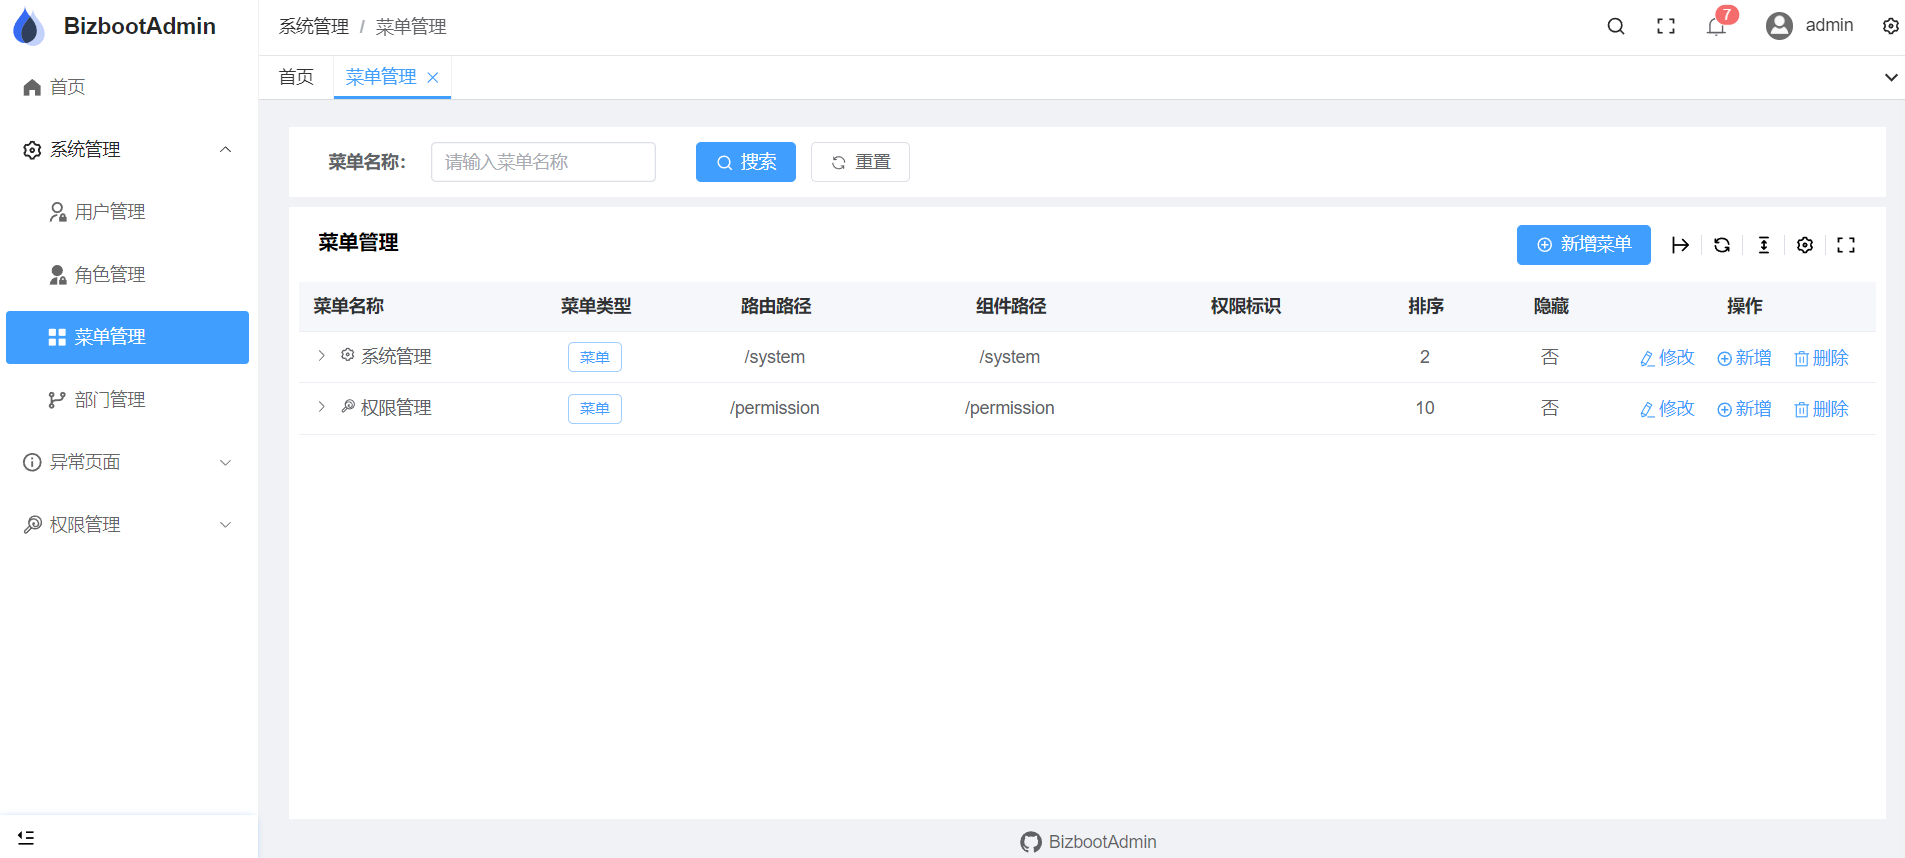 BizbootAdmin
系统管理 / 菜单管理
7
admin
首页
菜单管理
首页
系统管理
用户管理
角色管理
菜单管理
部门管理
异常页面
权限管理
菜单名称: 请输入菜单名称 搜索 重置
菜单管理
新增菜单
菜单名称 菜单类型 路由路径 组件路径 权限标识 排序 隐藏 操作
系统管理 菜单 /system /system 2 否 修改 新增 删除
权限管理 菜单 /permission /permission 10 否 修改 新增 删除
BizbootAdmin